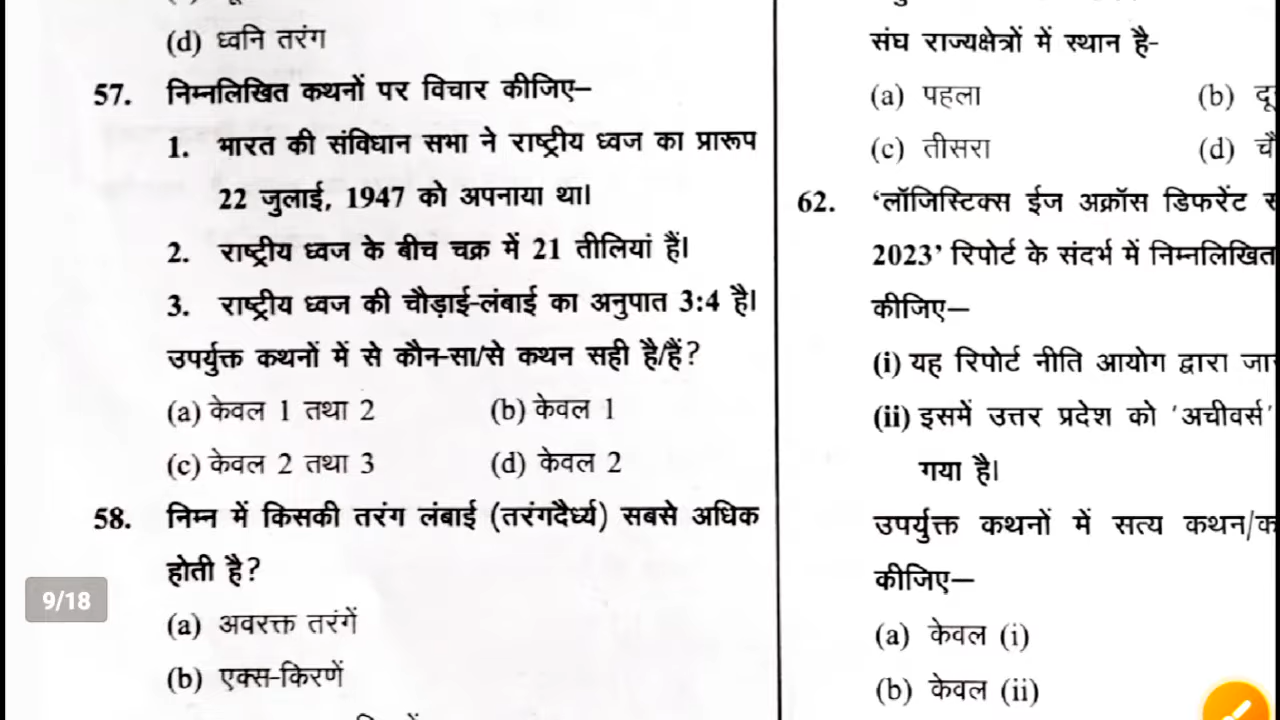 (d) ध्वनि तरंग
57. निम्नलिखित कथनों पर विचार कीजिए–
1. भारत की संविधान सभा ने राष्ट्रीय ध्वज का प्रारूप
22 जुलाई, 1947 को अपनाया था।
2. राष्ट्रीय ध्वज के बीच चक्र में 21 तीलियां हैं।
3. राष्ट्रीय ध्वज की चौड़ाई-लंबाई का अनुपात 3:4 है।
उपर्युक्त कथनों में से कौन-सा/से कथन सही है/हैं?
(a) केवल 1 तथा 2 (b) केवल 1
(c) केवल 2 तथा 3 (d) केवल 2
58. निम्न में किसकी तरंग लंबाई (तरंगदैर्ध्य) सबसे अधिक
होती है?
9/18
(a) अवरक्त तरंगें
(b) एक्स-किरणें
संघ राज्यक्षेत्रों में स्थान है-
(a) पहला (b)
(c) तीसरा (d)
62. ‘लॉजिस्टिक्स ईज अक्रॉस डिफरेंट
2023’ रिपोर्ट के संदर्भ में निम्नलिखित
कीजिए–
(i) यह रिपोर्ट नीति आयोग द्वारा
(ii) इसमें उत्तर प्रदेश को 'अचीवर्स'
गया है।
उपर्युक्त कथनों में सत्य कथन/
कीजिए–
(a) केवल (i)
(b) केवल (ii)